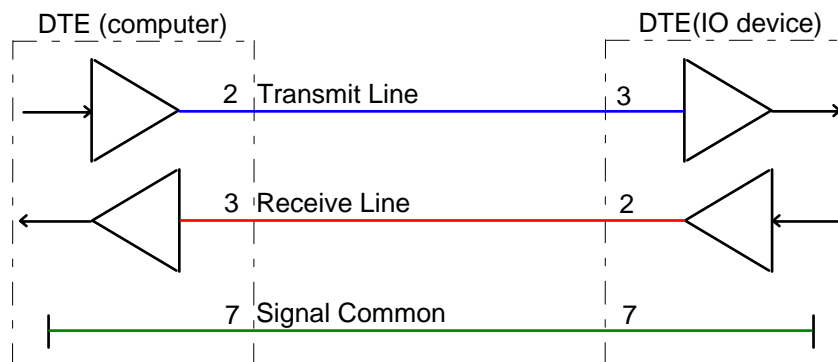 DTE (computer)
DTE(IO device)
2 Transmit Line 3
3 Receive Line 2
7 Signal Common 7